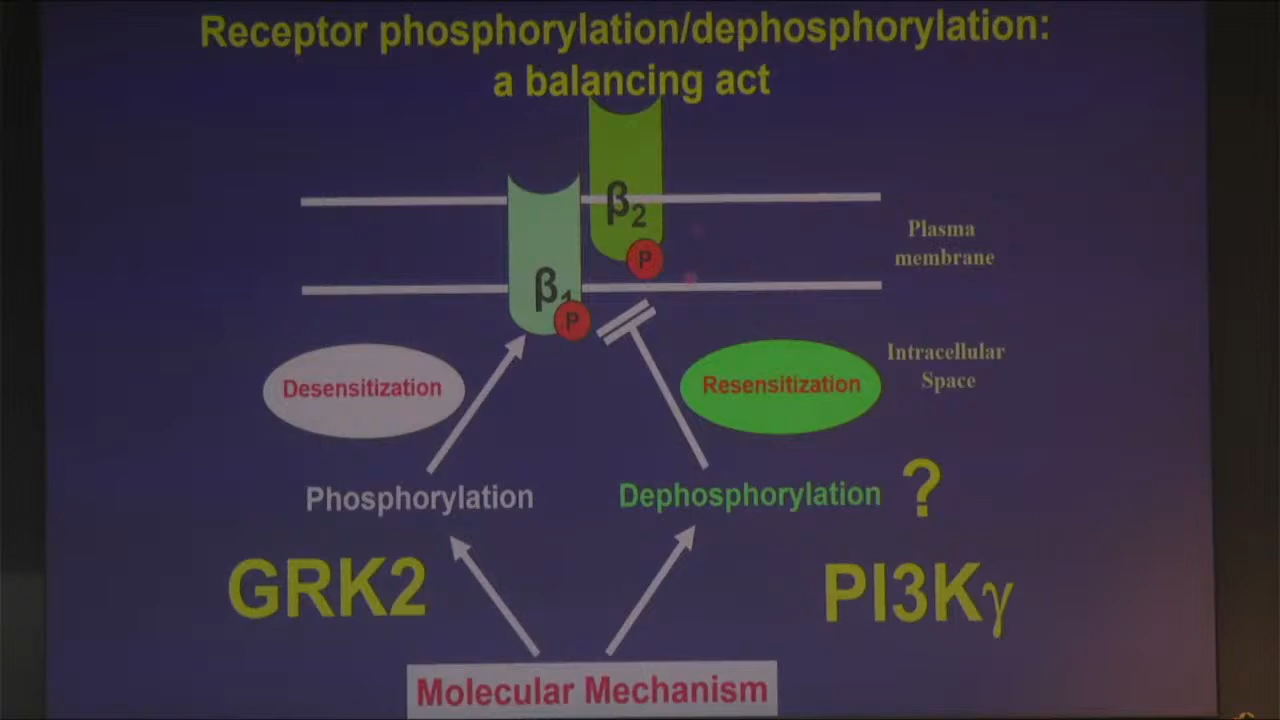 Receptor phosphorylation/dephosphorylation:
a balancing act
β2
P
β1
P
Plasma
membrane
Intracellular
Space
Desensitization
Resensitization
Phosphorylation
Dephosphorylation ?
GRK2
PI3Kγ
Molecular Mechanism